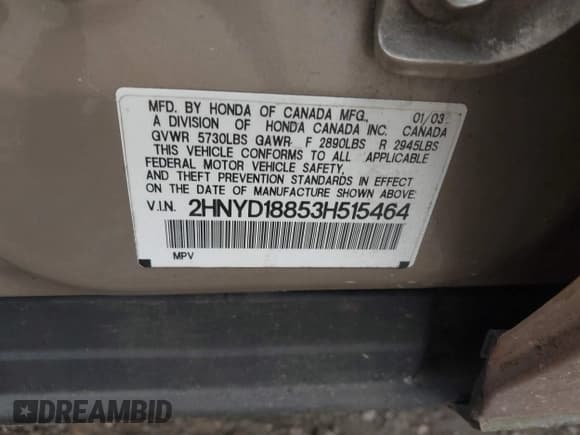 MFD. BY HONDA OF CANADA MFG., 01/03
A DIVISION OF HONDA CANADA INC. CANADA
GVWR 5730LBS GAWR F 2890LBS R 2945LBS
THIS VEHICLE CONFORMS TO ALL APPLICABLE
FEDERAL MOTOR VEHICLE SAFETY,
AND THEFT PREVENTION STANDARDS IN EFFECT
ON THE DATE OF MANUFACTURE SHOWN ABOVE.
V.I.N. 2HNYD18853H515464
MPV
DREAMBID